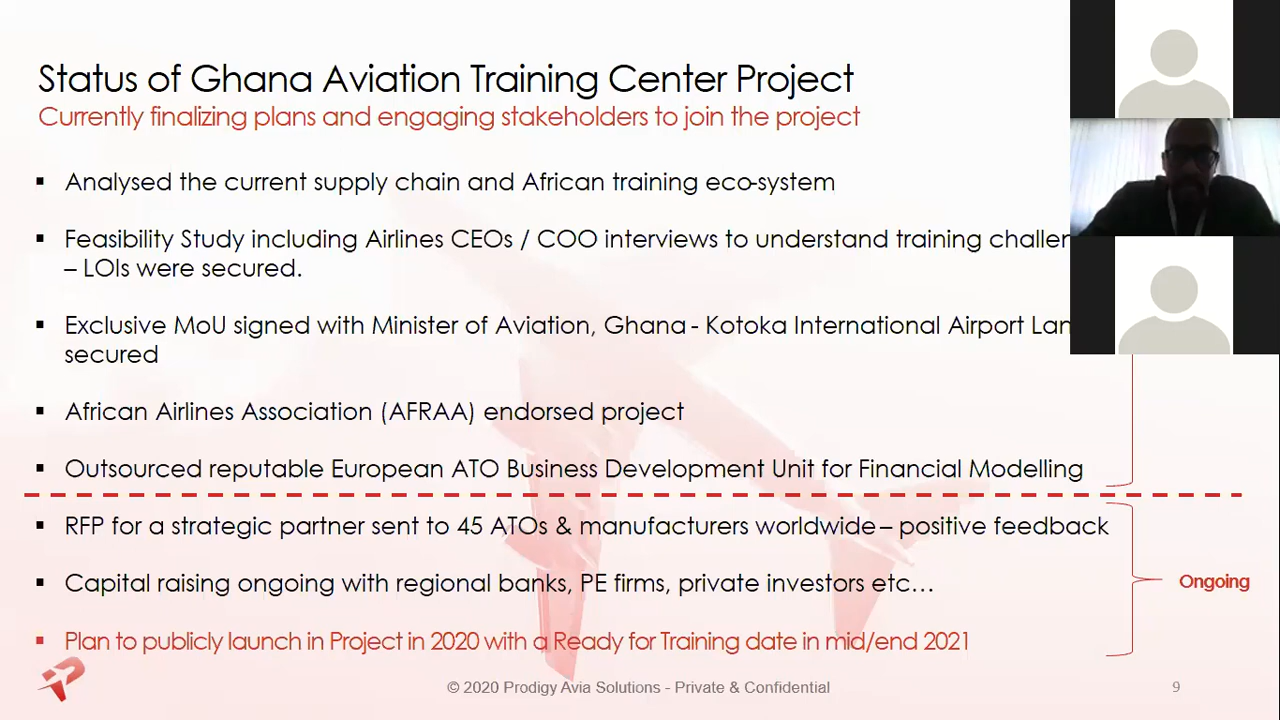 Status of Ghana Aviation Training Center Project
Currently finalizing plans and engaging stakeholders to join the project
▪ Analysed the current supply chain and African training eco-system
▪ Feasibility Study including Airlines CEOs / COO interviews to understand training
– LOIs were secured.
▪ Exclusive MoU signed with Minister of Aviation, Ghana - Kotoka International Airport
secured
▪ African Airlines Association (AFRAA) endorsed project
▪ Outsourced reputable European ATO Business Development Unit for Financial Modelling
▪ RFP for a strategic partner sent to 45 ATOs & manufacturers worldwide – positive feedback
▪ Capital raising ongoing with regional banks, PE firms, private investors etc…
Ongoing
▪ Plan to publicly launch in Project in 2020 with a Ready for Training date in mid/end 2021
© 2020 Prodigy Avia Solutions - Private & Confidential
9